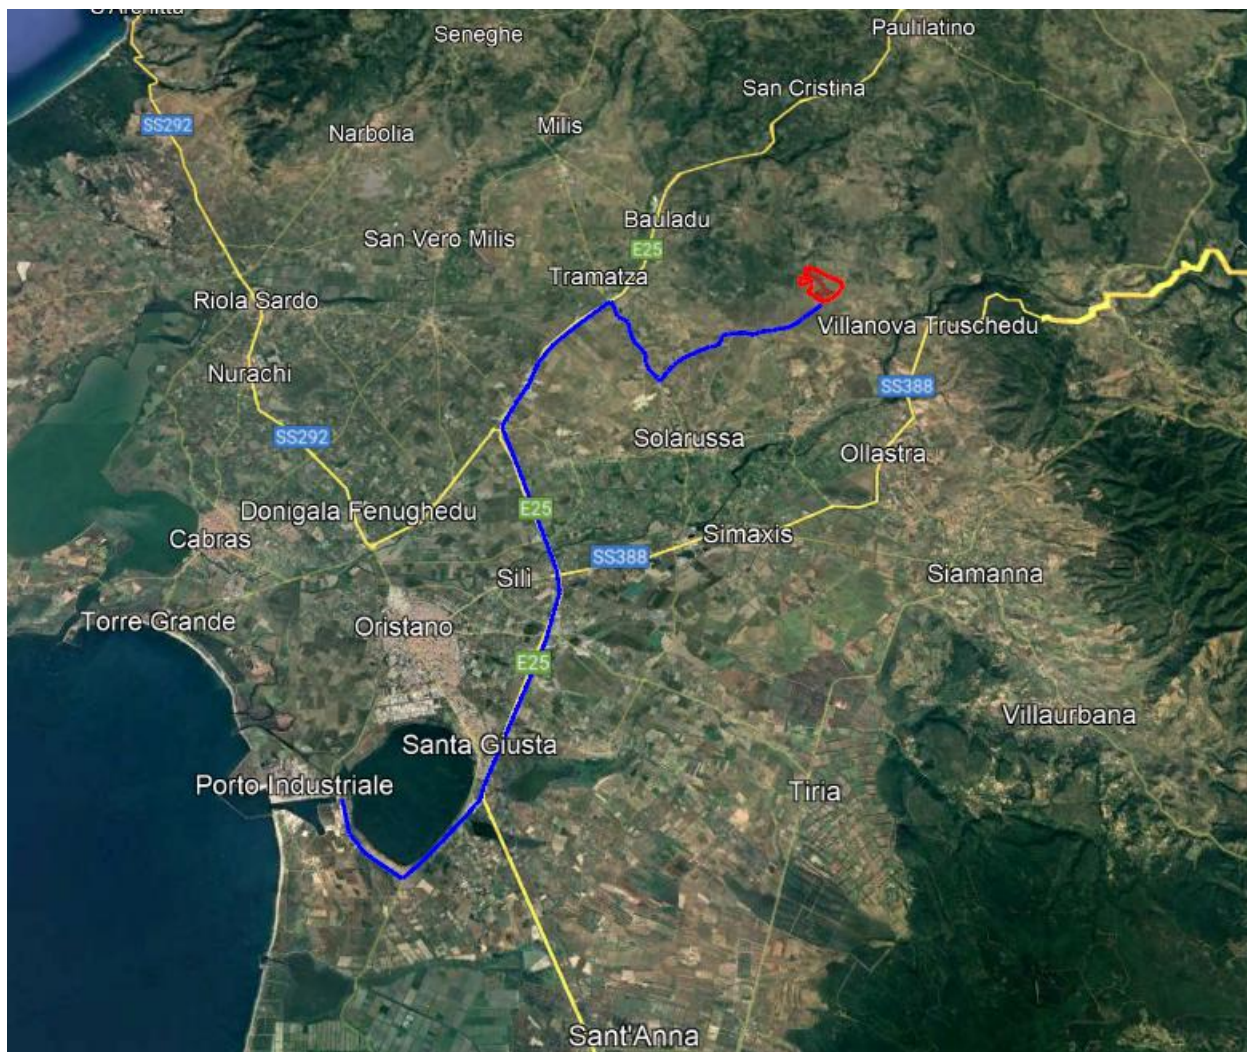 Paulilatino
Seneghe
San Cristina
SS292
Narbolia
Milis
Bauladu
San Vero Milis
E25
Tramatza
Riola Sardo
Villanova Truschedu
Nurachi
SS388
SS292
Solarussa
Ollastra
Donigala Fenughedu
E25
Cabras
Simaxis
SS388
Silì
Siamanna
Torre Grande
Oristano
E25
Villaurbana
Santa Giusta
Porto Industriale
Tiria
Sant'Anna